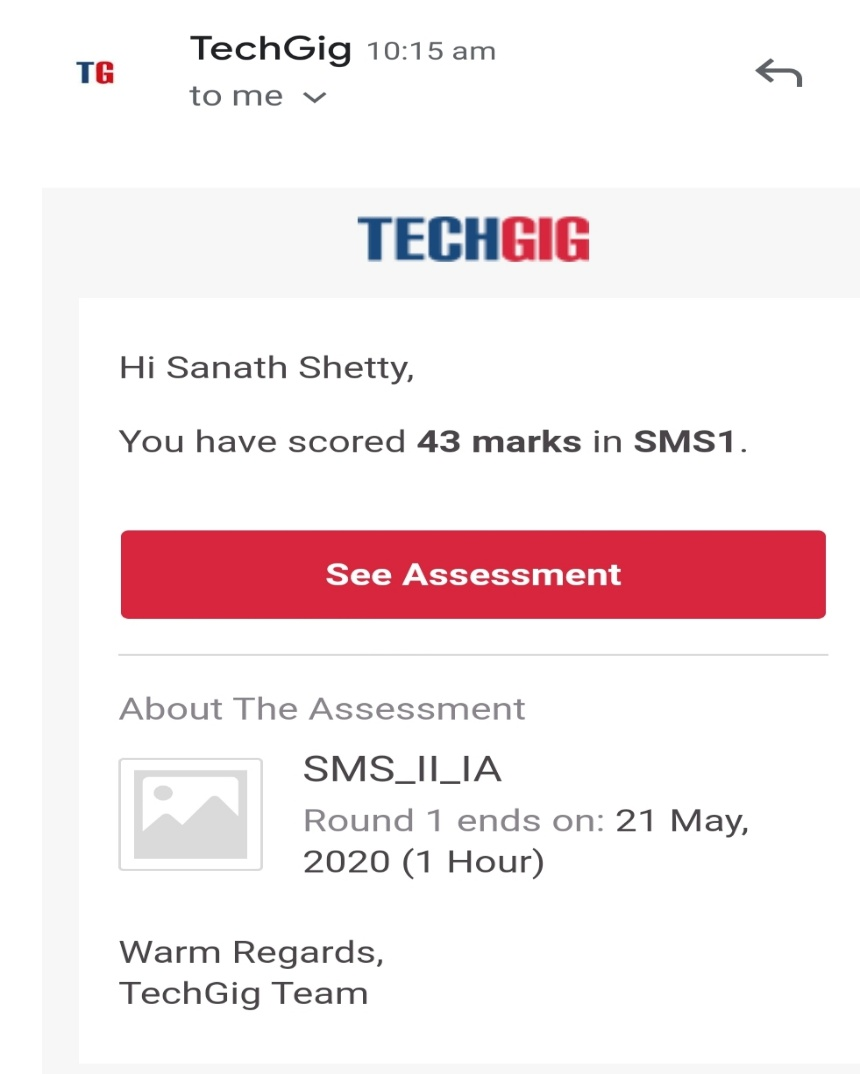 TG
TechGig 10:15 am
to me
TECHGIG
Hi Sanath Shetty,
You have scored 43 marks in SMS1.
See Assessment
About The Assessment
SMS_II_IA
Round 1 ends on: 21 May,
2020 (1 Hour)
Warm Regards,
TechGig Team